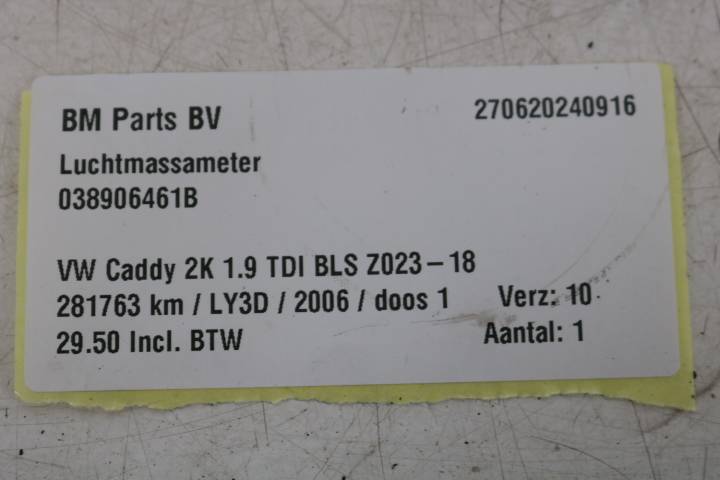 BM Parts BV 270620240916
Luchtmassameter
038906461B
VW Caddy 2K 1.9 TDI BLS Z023-18
281763 km / LY3D / 2006 / doos 1 Verz: 10
29.50 Incl. BTW Aantal: 1